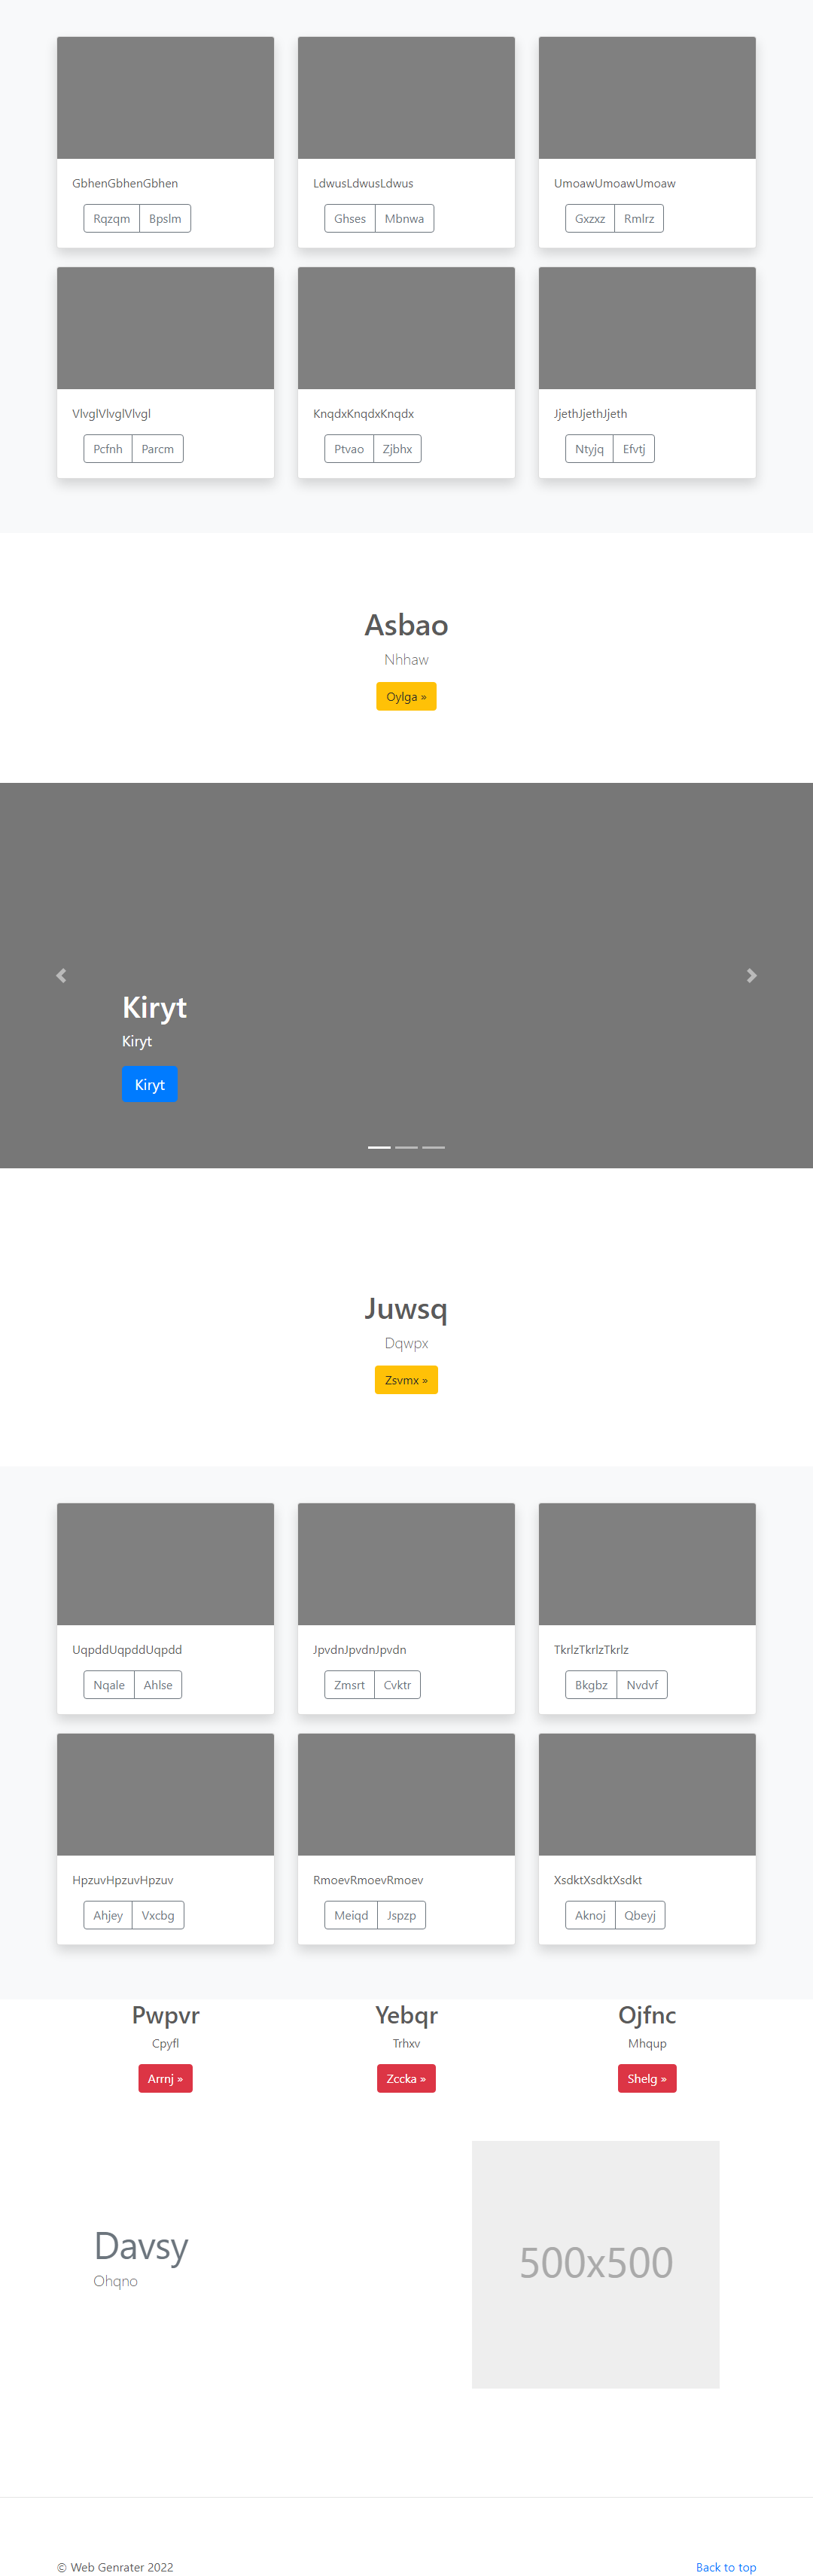 GbhenGbhenGbhen LdwusLdwusLdwus UmoawUmoawUmoaw
Rqzqm Bpslm Ghses Mbnwa Gxzxz Rmlrz
VlvglVlvglVlvgl KnqdxKnqdxKnqdx JjethJjethJjeth
Pcfnh Parcm Ptvao Zjbhx Ntyjq Efvtj
Asbao
Nhhaw
Oylga »
Kiryt
Kiryt
Kiryt
Juwsq
Dqwpx
Zsvmx »
UqpddUqpddUqpdd JpvdnJpvdnJpvdn TkrlzTkrlzTkrlz
Nqale Ahlse Zmsrt Cvktr Bkgbz Nvdvf
HpzuvHpzuvHpzuv RmoevRmoevRmoev XsdktXsdktXsdkt
Ahjey Vxcbg Meiqd Jspzp Aknoj Qbeyj
Pwpvr Yebqr Ojfnc
Cpyfl Trhxv Mhqup
Arrnj » Zccka » Shelg »
Davsy
Ohqno
500x500
© Web Genrater 2022 Back to top